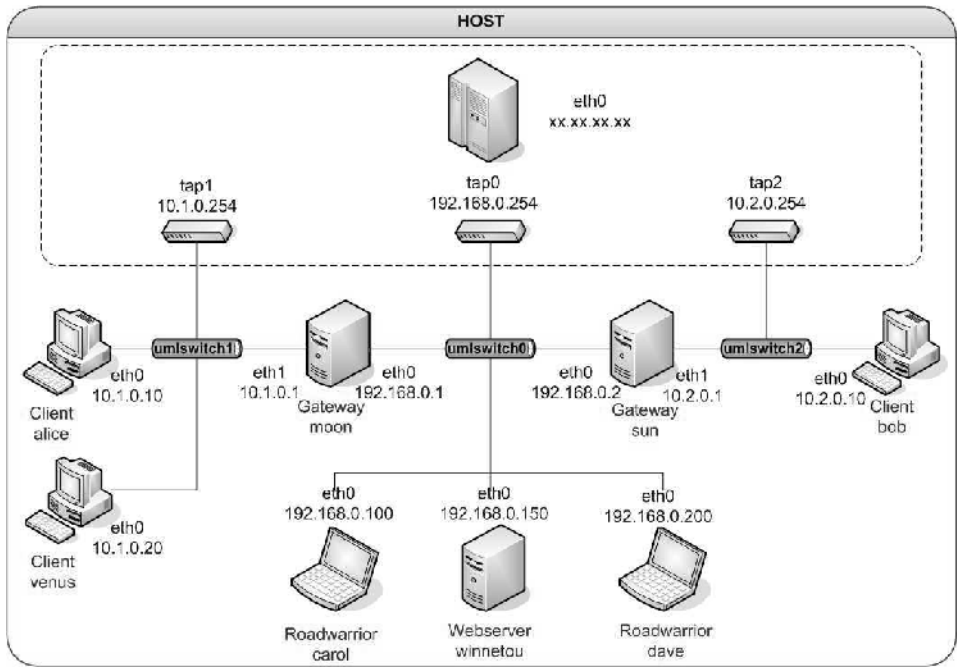 HOST
eth0
xx.xx.xx.xx
tap1
10.1.0.254
tap0
192.168.0.254
tap2
10.2.0.254
umlswitch1
umlswitch0
umlswitch2
eth0
10.1.0.10
Client
alice
eth1
10.1.0.1
Gateway
moon
eth0
192.168.0.1
eth0
192.168.0.2
Gateway
sun
eth1
10.2.0.1
eth0
10.2.0.10
Client
bob
eth0
10.1.0.20
Client
venus
eth0
192.168.0.100
eth0
192.168.0.150
eth0
192.168.0.200
Roadwarrior
carol
Webserver
winnetou
Roadwarrior
dave